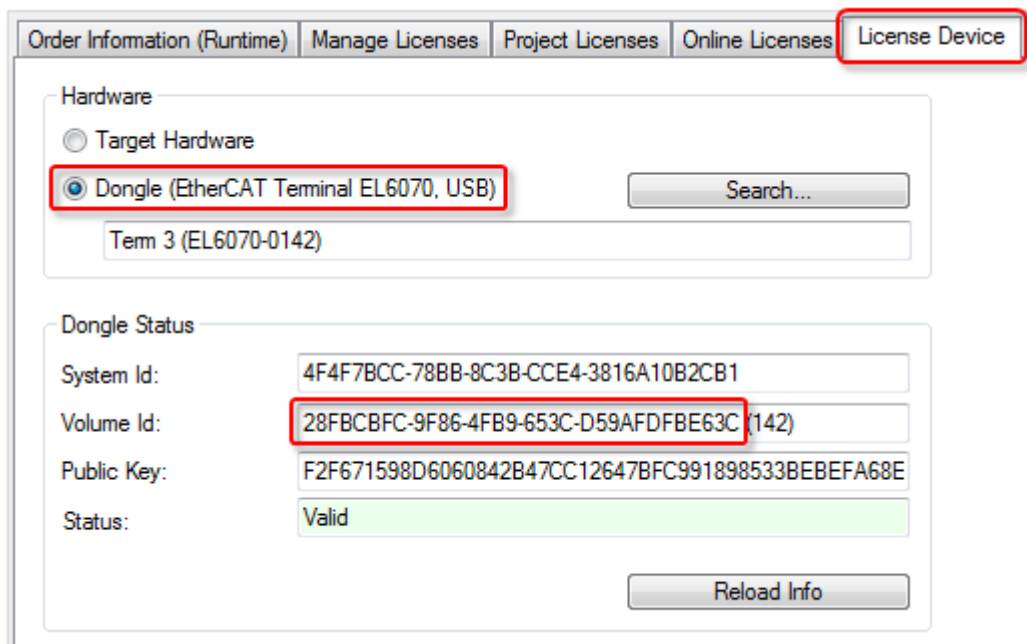 Order Information (Runtime) Manage Licenses Project Licenses Online Licenses License Device
Hardware
Target Hardware
Dongle (EtherCAT Terminal EL6070, USB) Search...
Term 3 (EL6070-0142)
Dongle Status
System Id: 4F4F7BCC-78BB-8C3B-CCE4-3816A10B2CB1
Volume Id: 28FBCBFC-9F86-4FB9-653C-D59AFDFBE63C (142)
Public Key: F2F671598D6060842B47CC12647BFC991898533BEBEFA68E
Status: Valid
Reload Info